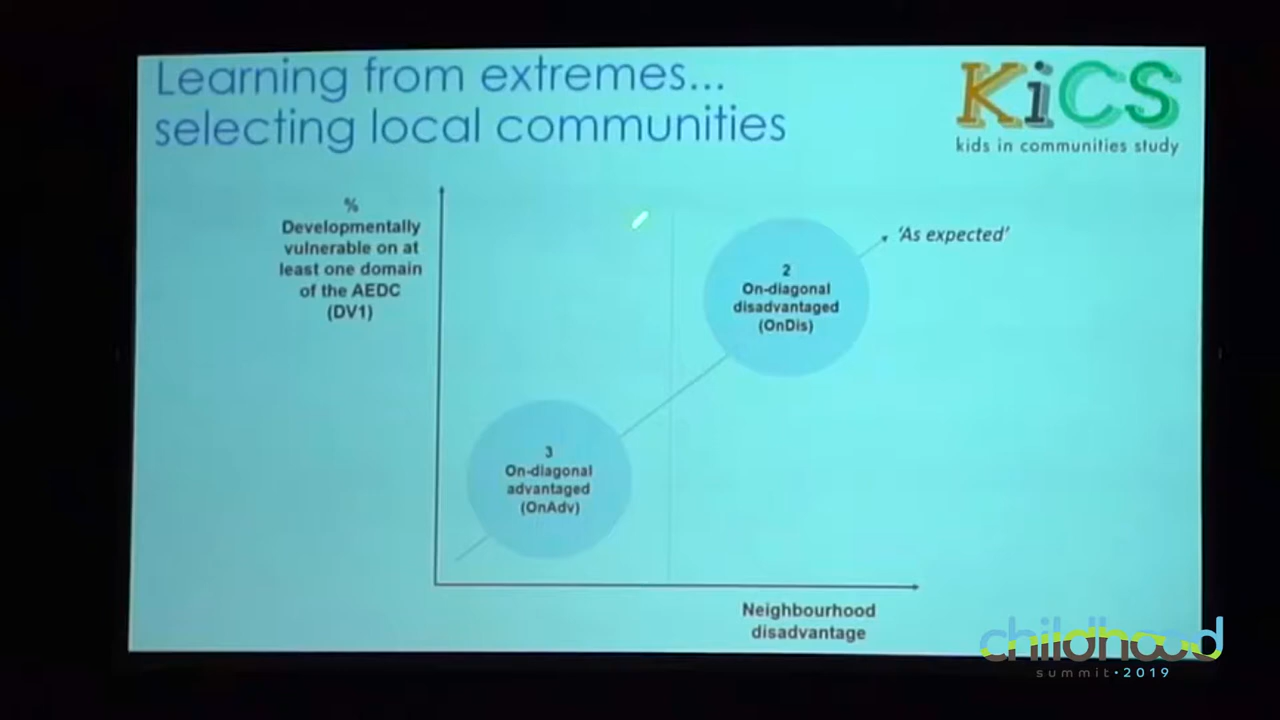 Learning from extremes...
selecting local communities
KiCS
kids in communities study
%
Developmentally
vulnerable on at
least one domain
of the AEDC
(DV1)
'As expected'
2
On-diagonal
disadvantaged
(OnDis)
3
On-diagonal
advantaged
(OnAdv)
Neighbourhood
disadvantage
childhood
summit•2019